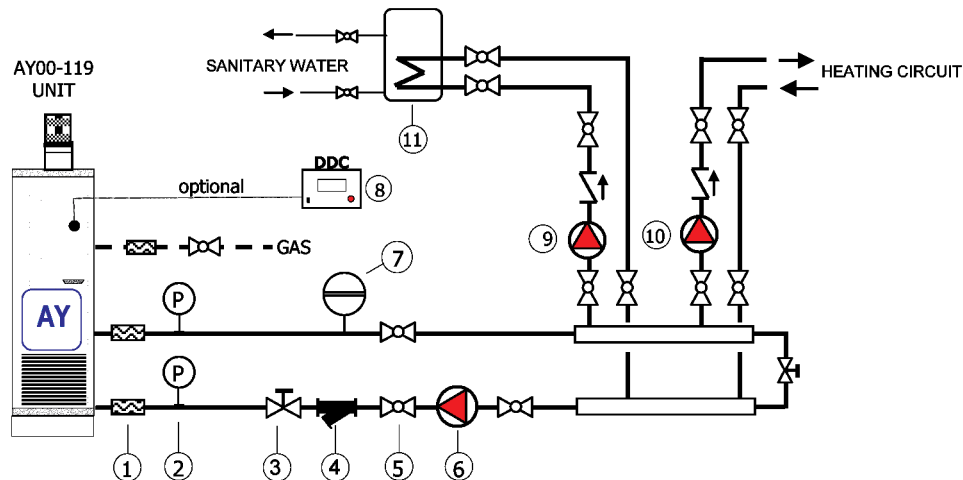 AY00-119
UNIT
SANITARY WATER
HEATING CIRCUIT
11
DDC
optional
8
GAS
9
10
7
P
AY
P
1
2
3
4
5
6